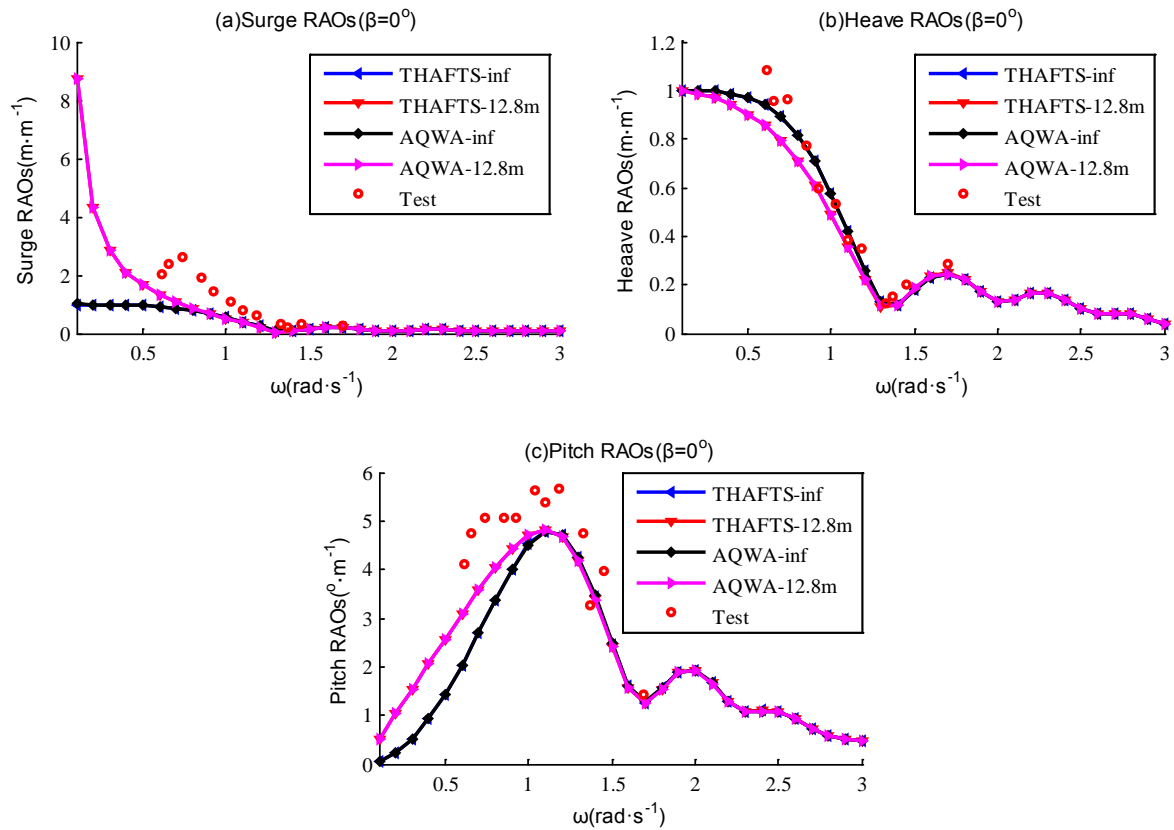 (a)Surge RAOs(β=0°)
THAFTS-inf
THAFTS-12.8m
AQWA-inf
AQWA-12.8m
Test
Surge RAOs(m·m⁻¹)
10
8
6
4
2
0
0.5 1 1.5 2 2.5 3
ω(rad·s⁻¹)
(b)Heave RAOs(β=0°)
THAFTS-inf
THAFTS-12.8m
AQWA-inf
AQWA-12.8m
Test
Heaave RAOs(m·m⁻¹)
1.2
1
0.8
0.6
0.4
0.2
0
0.5 1 1.5 2 2.5 3
ω(rad·s⁻¹)
(c)Pitch RAOs(β=0°)
THAFTS-inf
THAFTS-12.8m
AQWA-inf
AQWA-12.8m
Test
Pitch RAOs(°·m⁻¹)
6
5
4
3
2
1
0
0.5 1 1.5 2 2.5 3
ω(rad·s⁻¹)